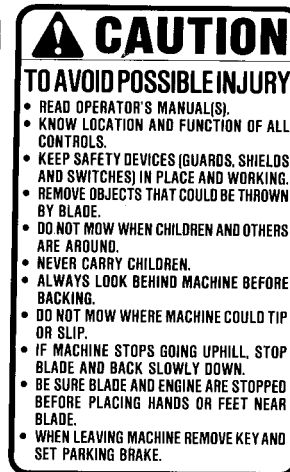 CAUTION
TO AVOID POSSIBLE INJURY
• READ OPERATOR'S MANUAL(S).
• KNOW LOCATION AND FUNCTION OF ALL
CONTROLS.
• KEEP SAFETY DEVICES (GUARDS, SHIELDS
AND SWITCHES) IN PLACE AND WORKING.
• REMOVE OBJECTS THAT COULD BE THROWN
BY BLADE.
• DO NOT MOW WHEN CHILDREN AND OTHERS
ARE AROUND.
• NEVER CARRY CHILDREN.
• ALWAYS LOOK BEHIND MACHINE BEFORE
BACKING.
• DO NOT MOW WHERE MACHINE COULD TIP
OR SLIP.
• IF MACHINE STOPS GOING UPHILL, STOP
BLADE AND BACK SLOWLY DOWN.
• BE SURE BLADE AND ENGINE ARE STOPPED
BEFORE PLACING HANDS OR FEET NEAR
BLADE.
• WHEN LEAVING MACHINE REMOVE KEY AND
SET PARKING BRAKE.